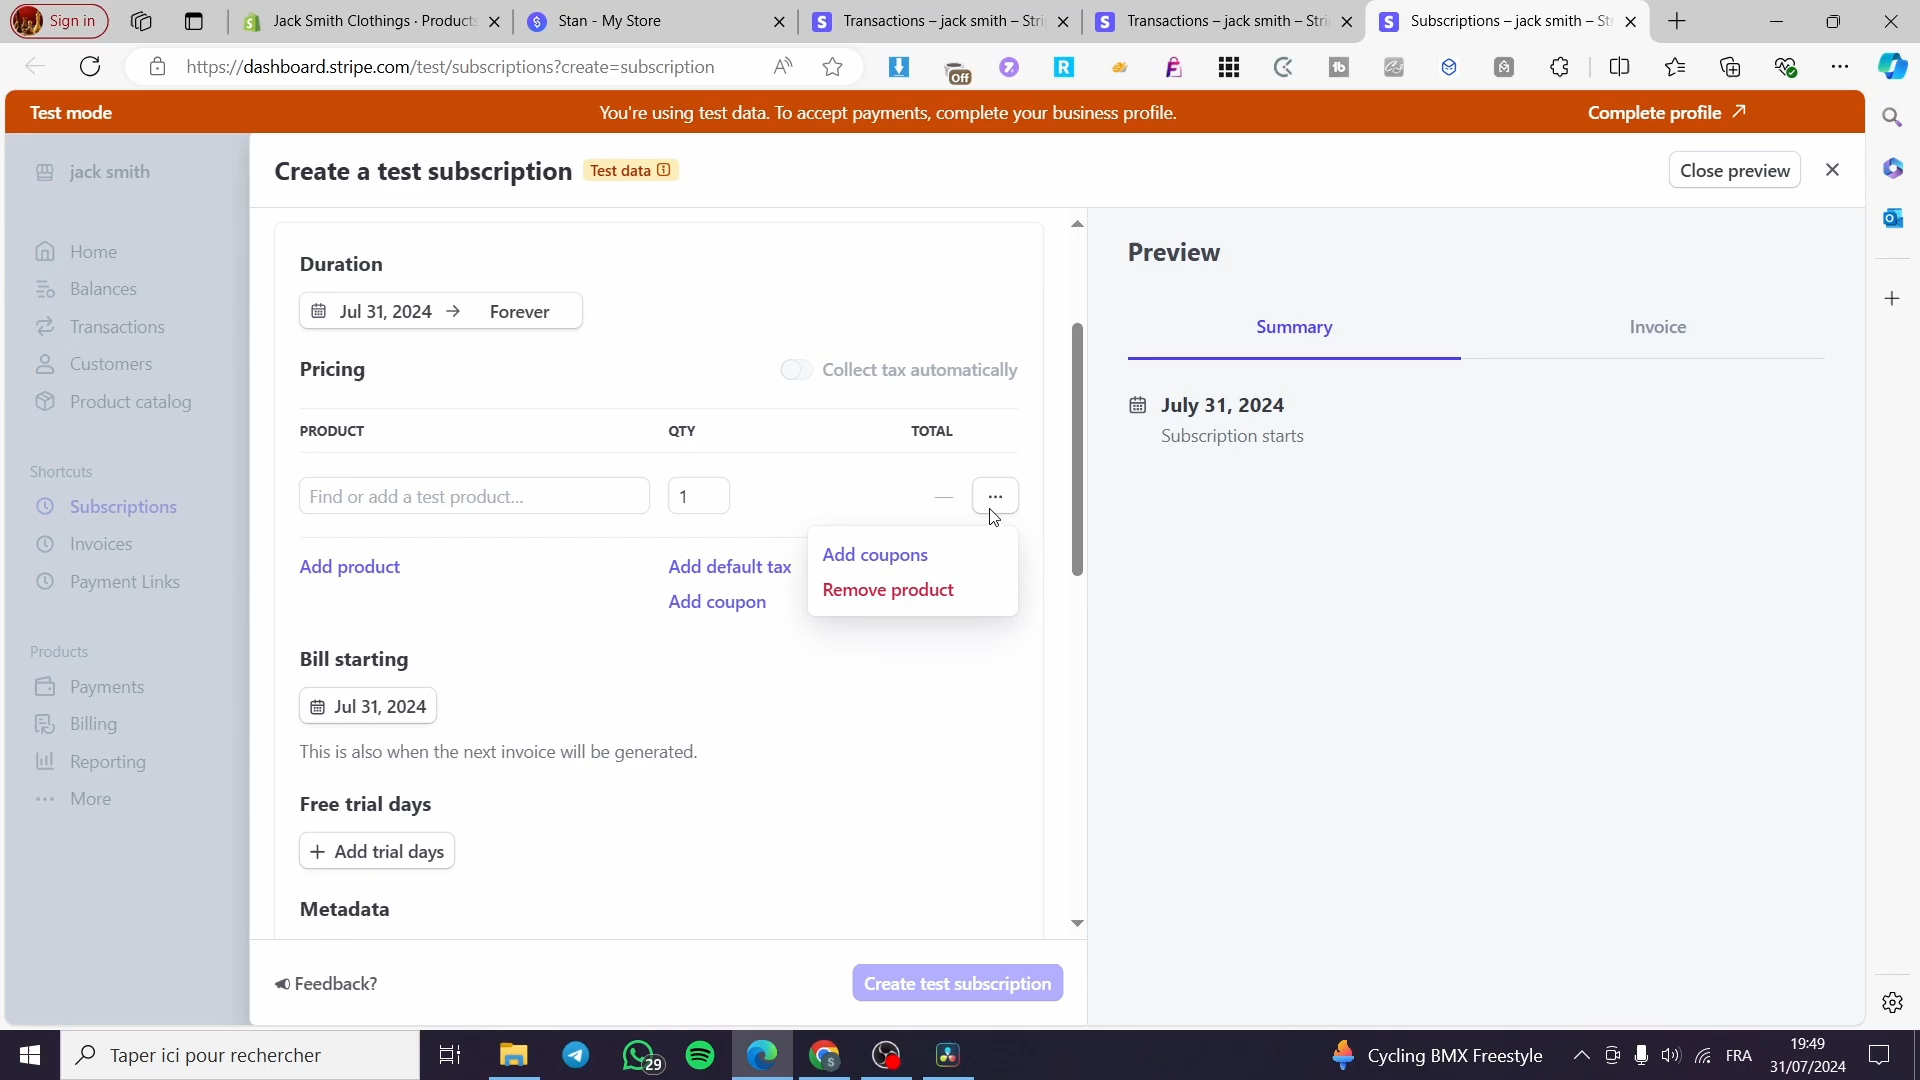 Sign in
Jack Smith Clothings · Products
Stan - My Store
Transactions – jack smith – Stri
Transactions – jack smith – Stri
Subscriptions – jack smith – Str
https://dashboard.stripe.com/test/subscriptions?create=subscription
Off
Test mode
You're using test data. To accept payments, complete your business profile.
Complete profile
jack smith
Home
Balances
Transactions
Customers
Product catalog
Shortcuts
Subscriptions
Invoices
Payment Links
Products
Payments
Billing
Reporting
More
Create a test subscription
Test data
Close preview
Duration
Jul 31, 2024 → Forever
Pricing
Collect tax automatically
PRODUCT QTY TOTAL
Find or add a test product...
1
—
Add product
Add default tax
Add coupon
Add coupons
Remove product
Bill starting
Jul 31, 2024
This is also when the next invoice will be generated.
Free trial days
+ Add trial days
Metadata
Feedback?
Create test subscription
Preview
Summary
Invoice
July 31, 2024
Subscription starts
Taper ici pour rechercher
29
Cycling BMX Freestyle
FRA
19:49
31/07/2024